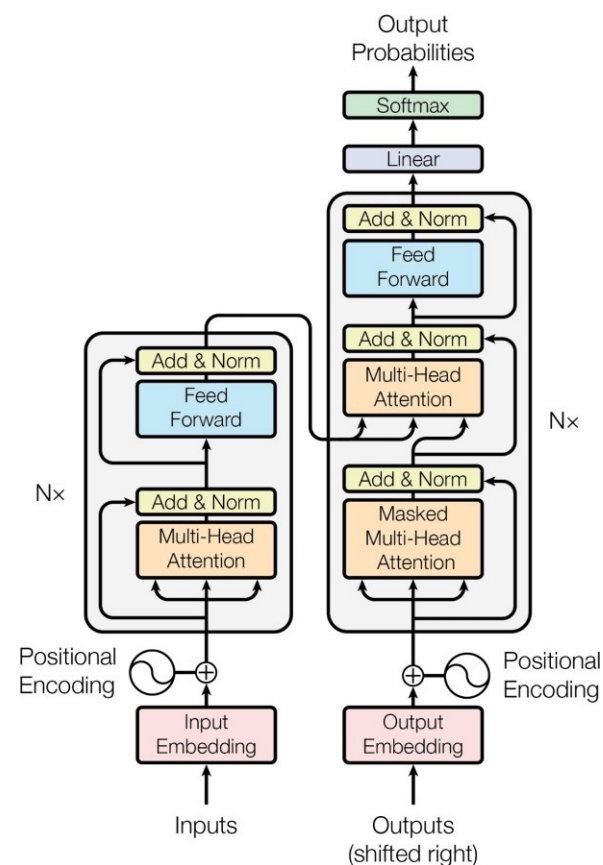 Output
Probabilities
Softmax
Linear
Add & Norm
Feed
Forward
Add & Norm
Multi-Head
Attention
Nx
Add & Norm
Masked
Multi-Head
Attention
Add & Norm
Feed
Forward
Nx
Add & Norm
Multi-Head
Attention
Positional
Encoding
Positional
Encoding
Input
Embedding
Output
Embedding
Inputs
Outputs
(shifted right)